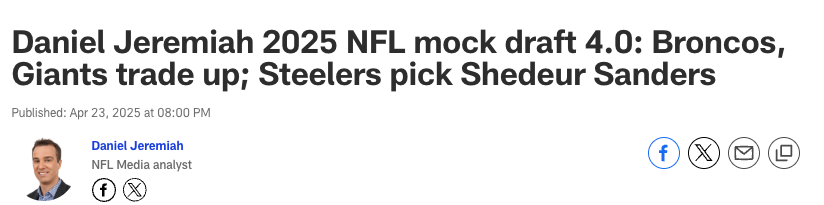 Daniel Jeremiah 2025 NFL mock draft 4.0: Broncos,
Giants trade up; Steelers pick Shedeur Sanders
Published: Apr 23, 2025 at 08:00 PM
Daniel Jeremiah
NFL Media analyst